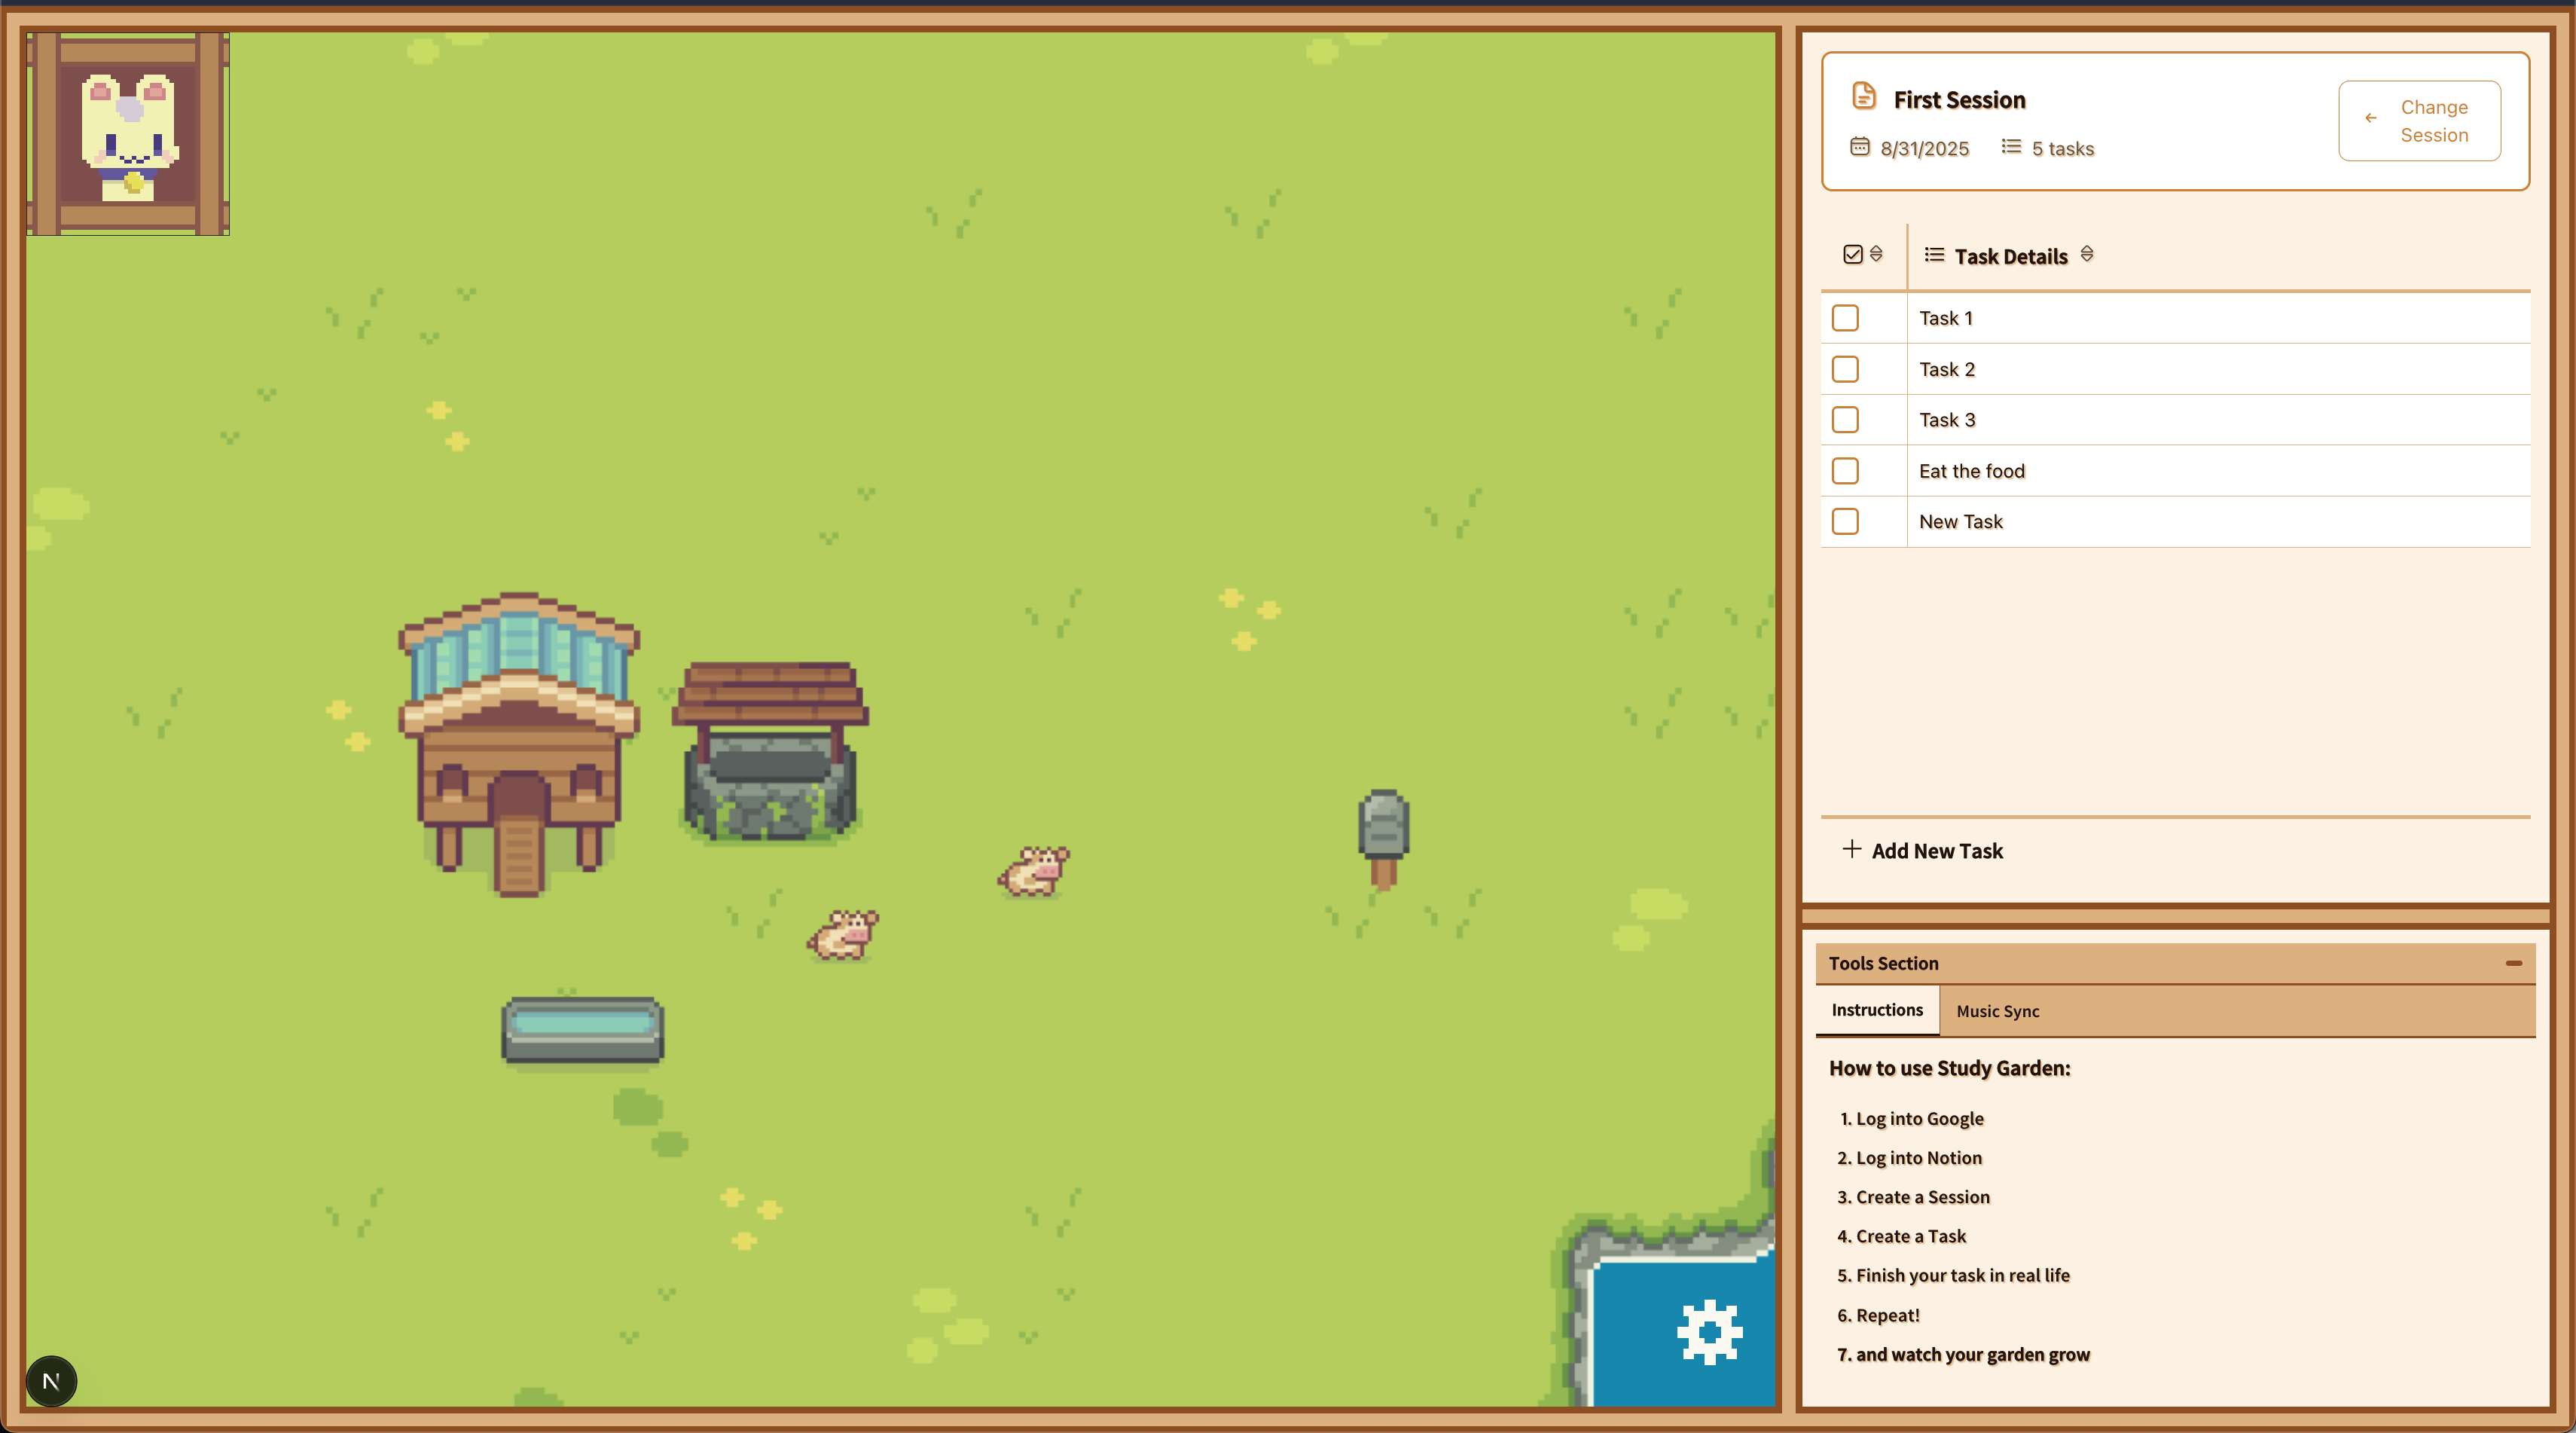 First Session
8/31/2025 5 tasks
Change
Session
Task Details
Task 1
Task 2
Task 3
Eat the food
New Task
Add New Task
Tools Section
Instructions Music Sync
How to use Study Garden:
1. Log into Google
2. Log into Notion
3. Create a Session
4. Create a Task
5. Finish your task in real life
6. Repeat!
7. and watch your garden grow
N